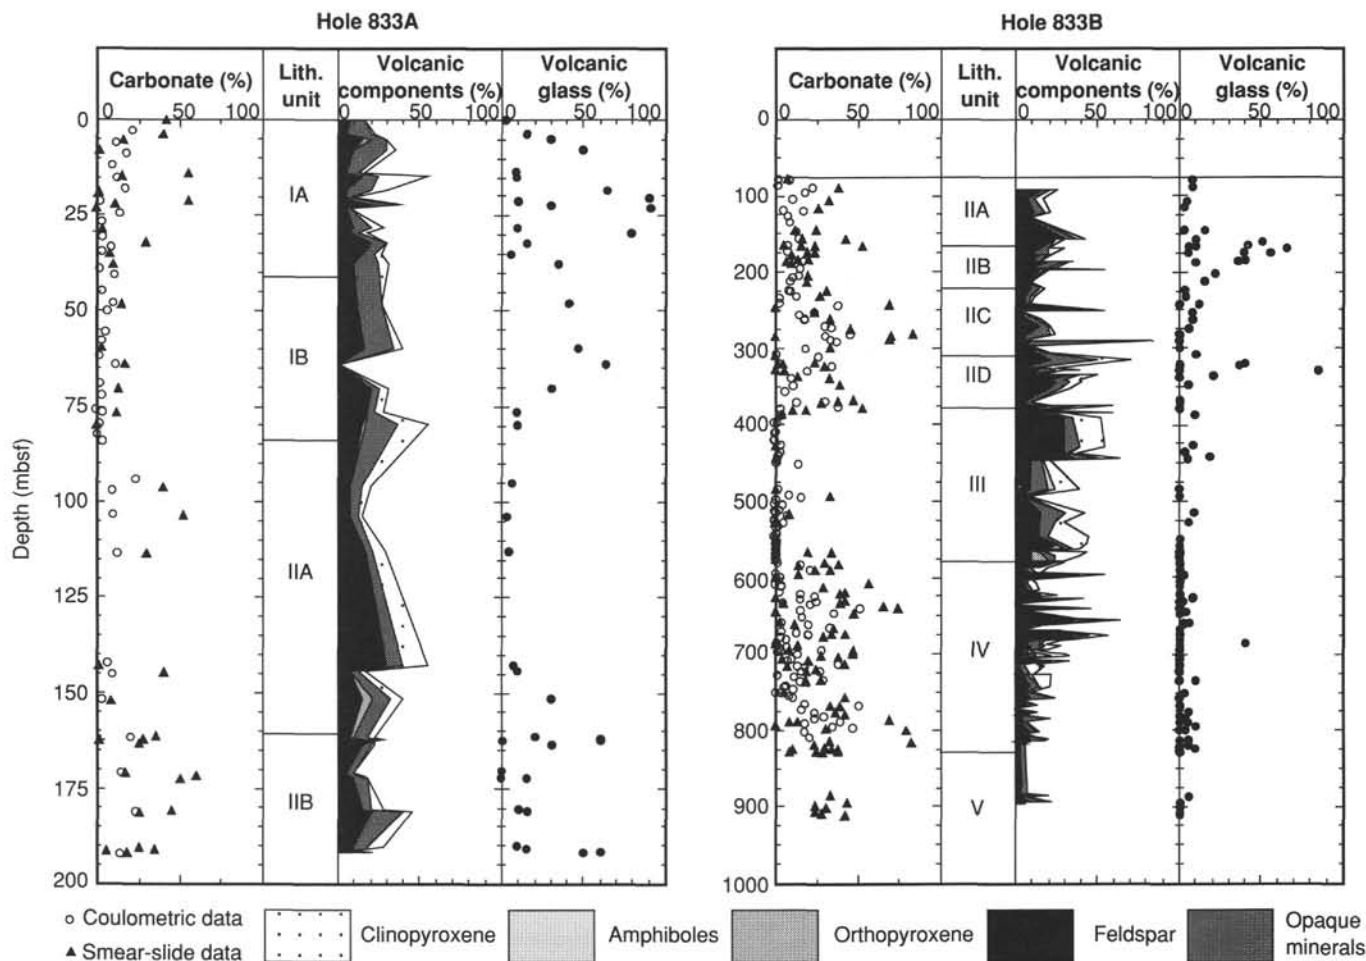 Hole 833A
Carbonate (%)
0 50 100
Lith. unit
Volcanic components (%)
0 50 100
Volcanic glass (%)
0 50 100
Depth (mbsf)
0
25
50
75
100
125
150
175
200
IA
IB
IIA
IIB
Hole 833B
Carbonate (%)
0 50 100
Lith. unit
Volcanic components (%)
0 50 100
Volcanic glass (%)
0 50 100
0
100
200
300
400
500
600
700
800
900
1000
IIA
IIB
IIC
IID
III
IV
V
Coulometric data
Smear-slide data
Clinopyroxene
Amphiboles
Orthopyroxene
Feldspar
Opaque minerals